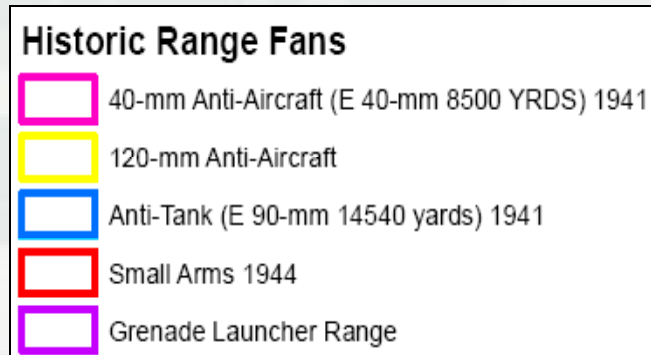 Historic Range Fans
40-mm Anti-Aircraft (E 40-mm 8500 YRDS) 1941
120-mm Anti-Aircraft
Anti-Tank (E 90-mm 14540 yards) 1941
Small Arms 1944
Grenade Launcher Range